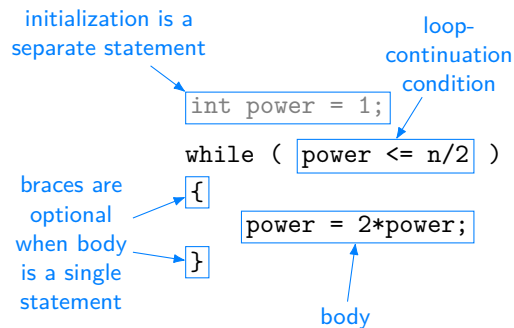 initialization is a
separate statement
loop-
continuation
condition
int power = 1;
while ( power <= n/2 )
braces are
optional
when body
is a single
statement
{
power = 2*power;
}
body